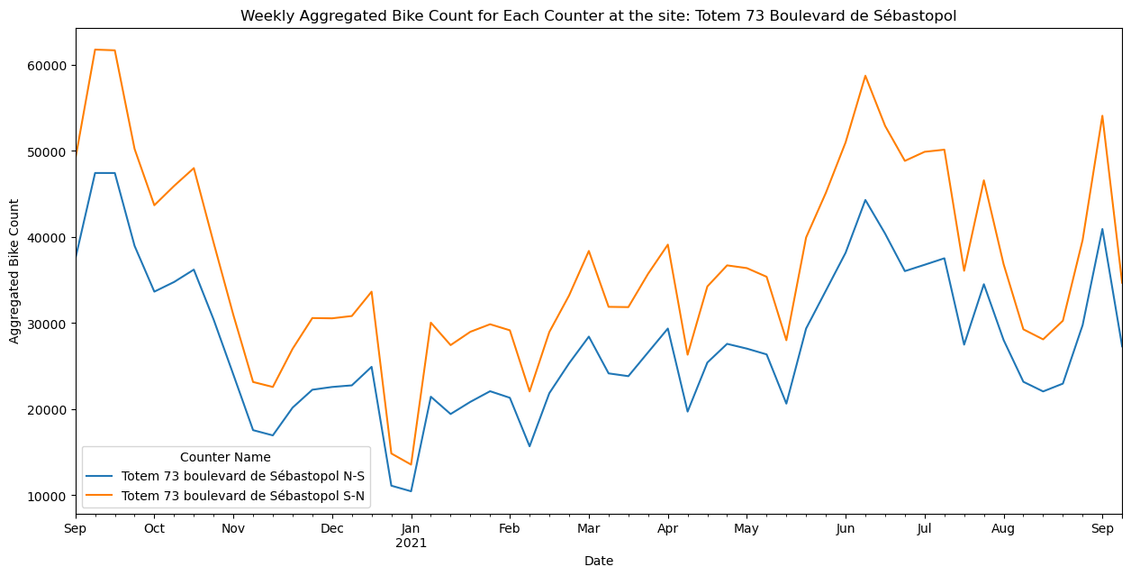 Weekly Aggregated Bike Count for Each Counter at the site: Totem 73 Boulevard de Sébastopol
Aggregated Bike Count
60000
50000
40000
30000
20000
10000
Counter Name
Totem 73 boulevard de Sébastopol N-S
Totem 73 boulevard de Sébastopol S-N
Sep Oct Nov Dec Jan Feb Mar Apr May Jun Jul Aug Sep
2021
Date